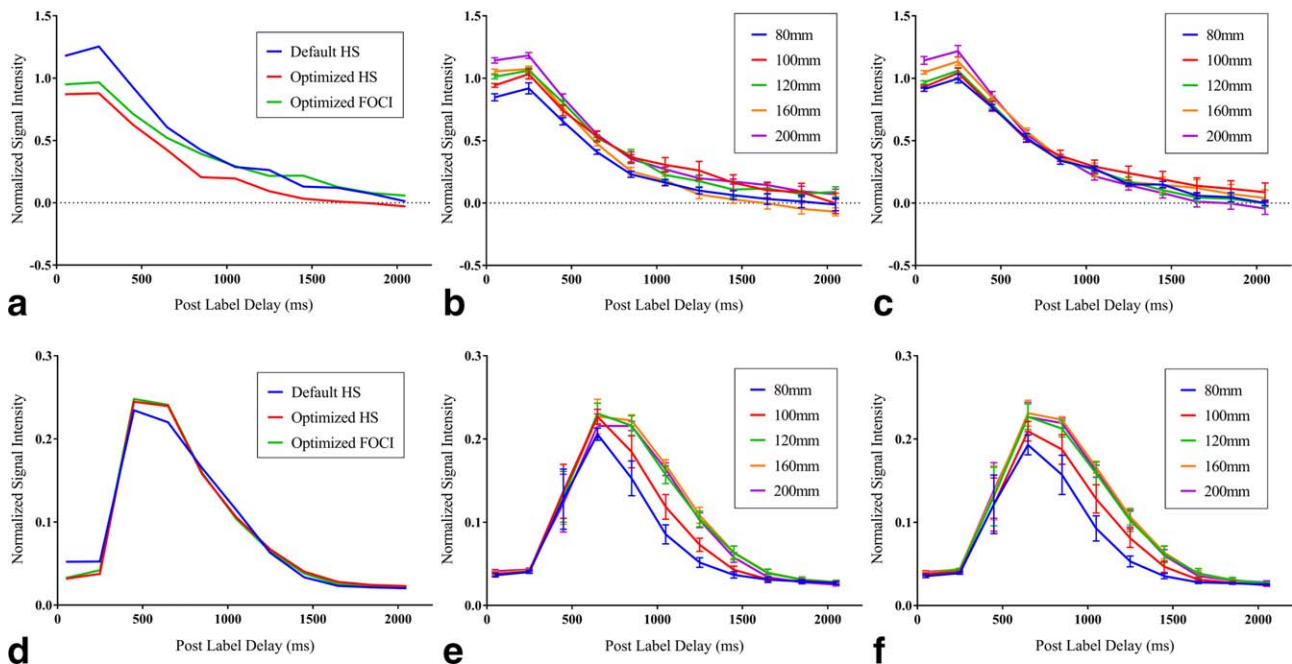 Normalized Signal Intensity
1.5
1.0
0.5
0.0
-0.5
0
500
1000
1500
2000
Post Label Delay (ms)
Default HS
Optimized HS
Optimized FOCI
a
Normalized Signal Intensity
1.5
1.0
0.5
0.0
-0.5
0
500
1000
1500
2000
Post Label Delay (ms)
80mm
100mm
120mm
160mm
200mm
b
Normalized Signal Intensity
1.5
1.0
0.5
0.0
-0.5
0
500
1000
1500
2000
Post Label Delay (ms)
80mm
100mm
120mm
160mm
200mm
c
Normalized Signal Intensity
0.3
0.2
0.1
0.0
0
500
1000
1500
2000
Post Label Delay (ms)
Default HS
Optimized HS
Optimized FOCI
d
Normalized Signal Intensity
0.3
0.2
0.1
0.0
0
500
1000
1500
2000
Post Label Delay (ms)
80mm
100mm
120mm
160mm
200mm
e
Normalized Signal Intensity
0.3
0.2
0.1
0.0
0
500
1000
1500
2000
Post Label Delay (ms)
80mm
100mm
120mm
160mm
200mm
f